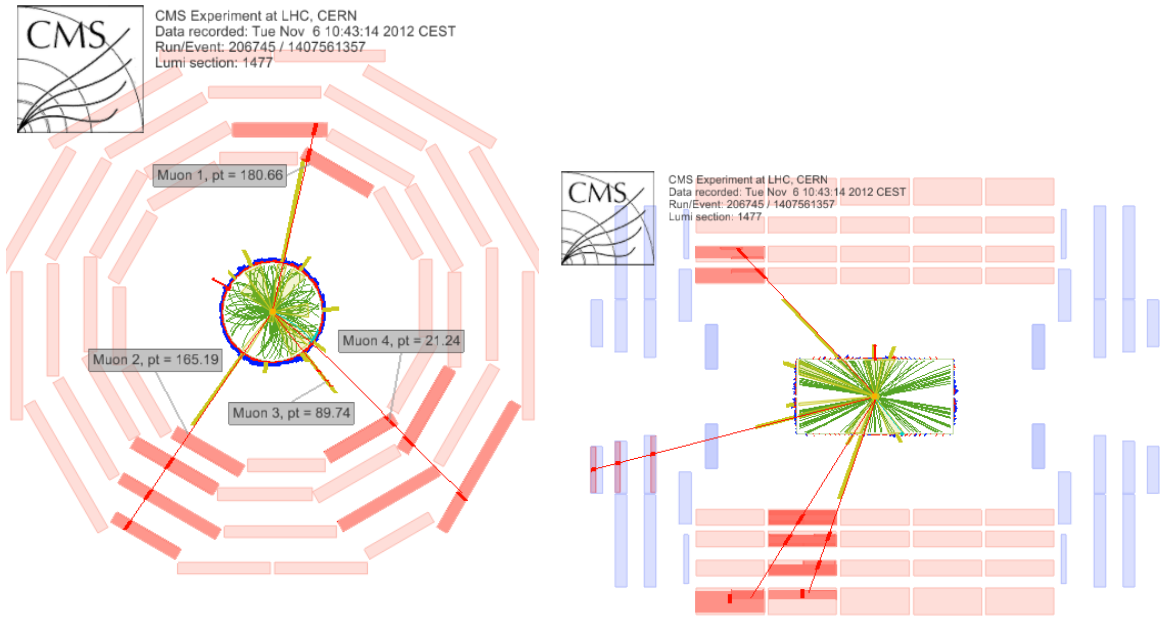 CMS
CMS Experiment at LHC, CERN
Data recorded: Tue Nov 6 10:43:14 2012 CEST
Run/Event: 206745 / 1407561357
Lumi section: 1477
Muon 1, pt = 180.66
Muon 4, pt = 21.24
Muon 2, pt = 165.19
Muon 3, pt = 89.74
CMS
CMS Experiment at LHC, CERN
Data recorded: Tue Nov 6 10:43:14 2012 CEST
Run/Event: 206745 / 1407561357
Lumi section: 1477